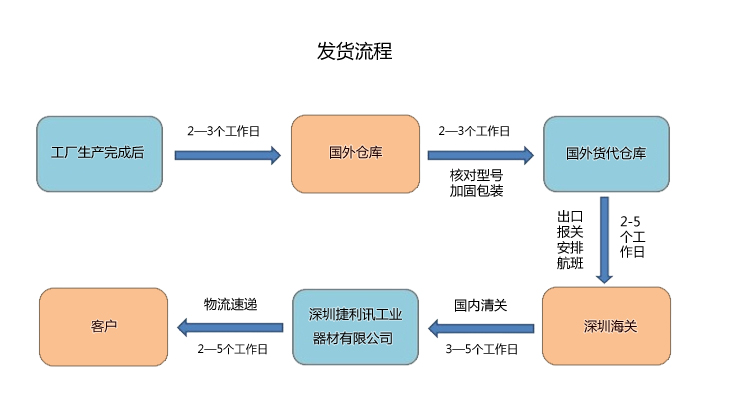 发货流程
工厂生产完成后
2—3个工作日
国外仓库
2—3个工作日
核对型号
加固包装
国外货代仓库
出口
报关
安排
航班
2-5
个工
作日
深圳海关
国内清关
3—5个工作日
深圳捷利讯工业
器材有限公司
物流速递
2—5个工作日
客户